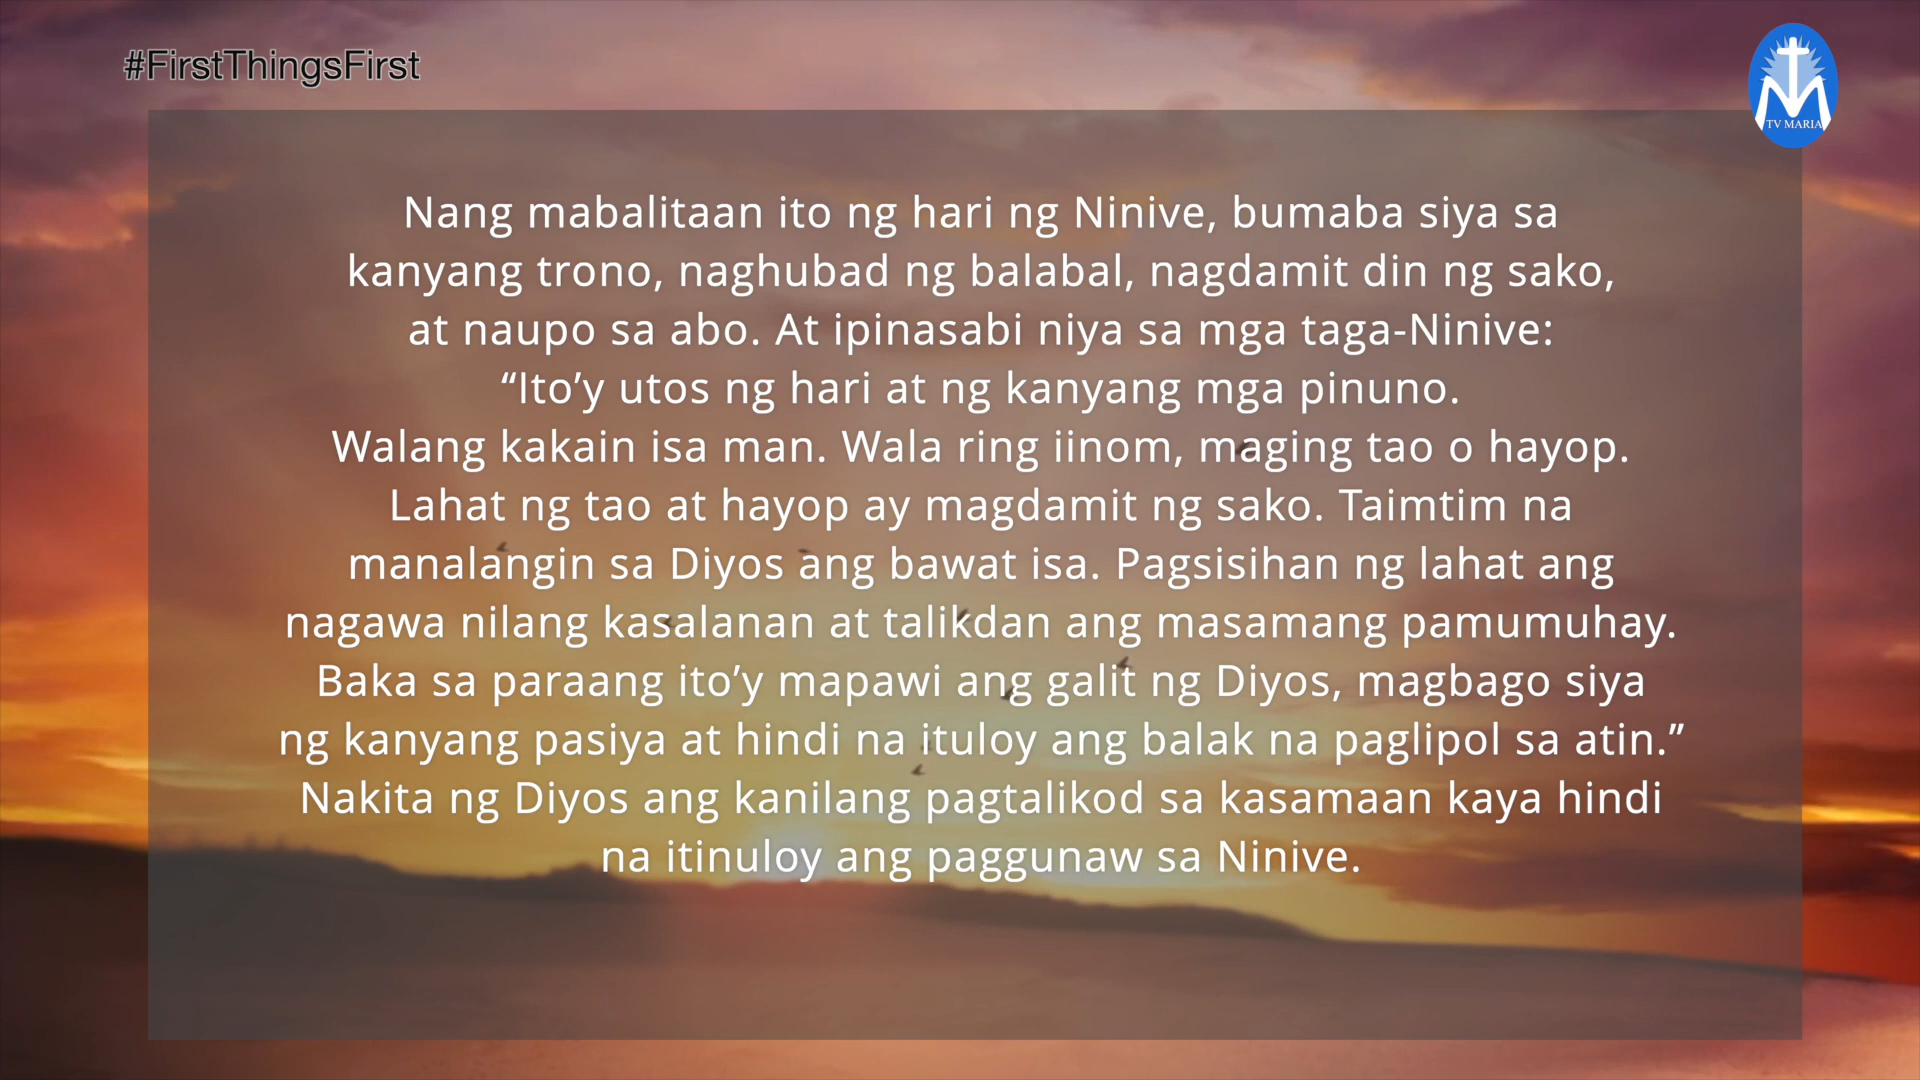 #FirstThingsFirst
TV MARIA
Nang mabalitaan ito ng hari ng Ninive, bumaba siya sa
kanyang trono, naghubad ng balabal, nagdamit din ng sako,
at naupo sa abo. At ipinasabi niya sa mga taga-Ninive:
“Ito’y utos ng hari at ng kanyang mga pinuno.
Walang kakain isa man. Wala ring iinom, maging tao o hayop.
Lahat ng tao at hayop ay magdamit ng sako. Taimtim na
manalangin sa Diyos ang bawat isa. Pagsisihan ng lahat ang
nagawa nilang kasalanan at talikdan ang masamang pamumuhay.
Baka sa paraang ito’y mapawi ang galit ng Diyos, magbago siya
ng kanyang pasiya at hindi na ituloy ang balak na paglipol sa atin.”
Nakita ng Diyos ang kanilang pagtalikod sa kasamaan kaya hindi
na itinuloy ang paggunaw sa Ninive.